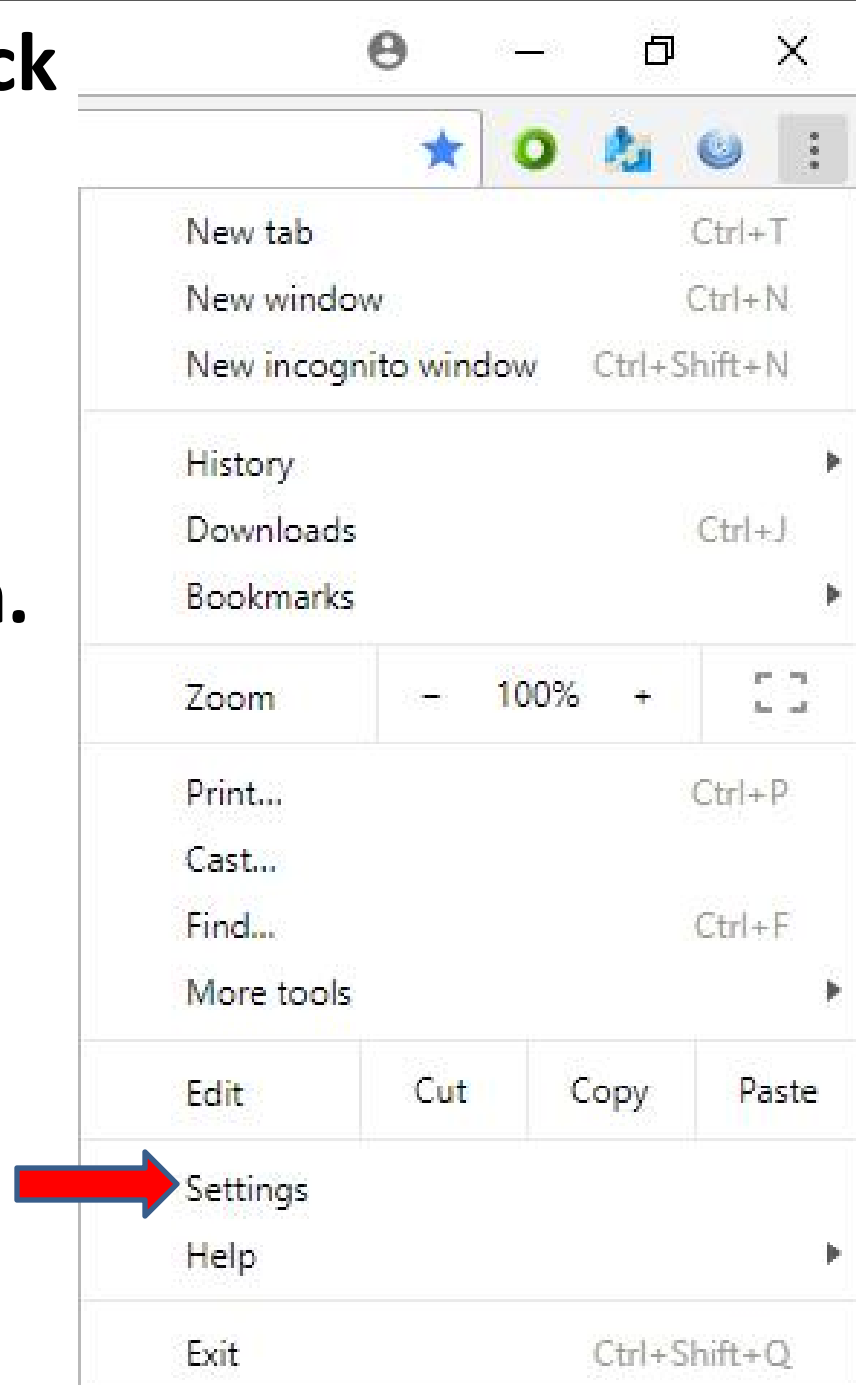 ck
New tab Ctrl+T
New window Ctrl+N
New incognito window Ctrl+Shift+N
History
Downloads Ctrl+J
.
Bookmarks
Zoom - 100% +
Print... Ctrl+P
Cast...
Find... Ctrl+F
More tools
Edit Cut Copy Paste
Settings
Help
Exit Ctrl+Shift+Q